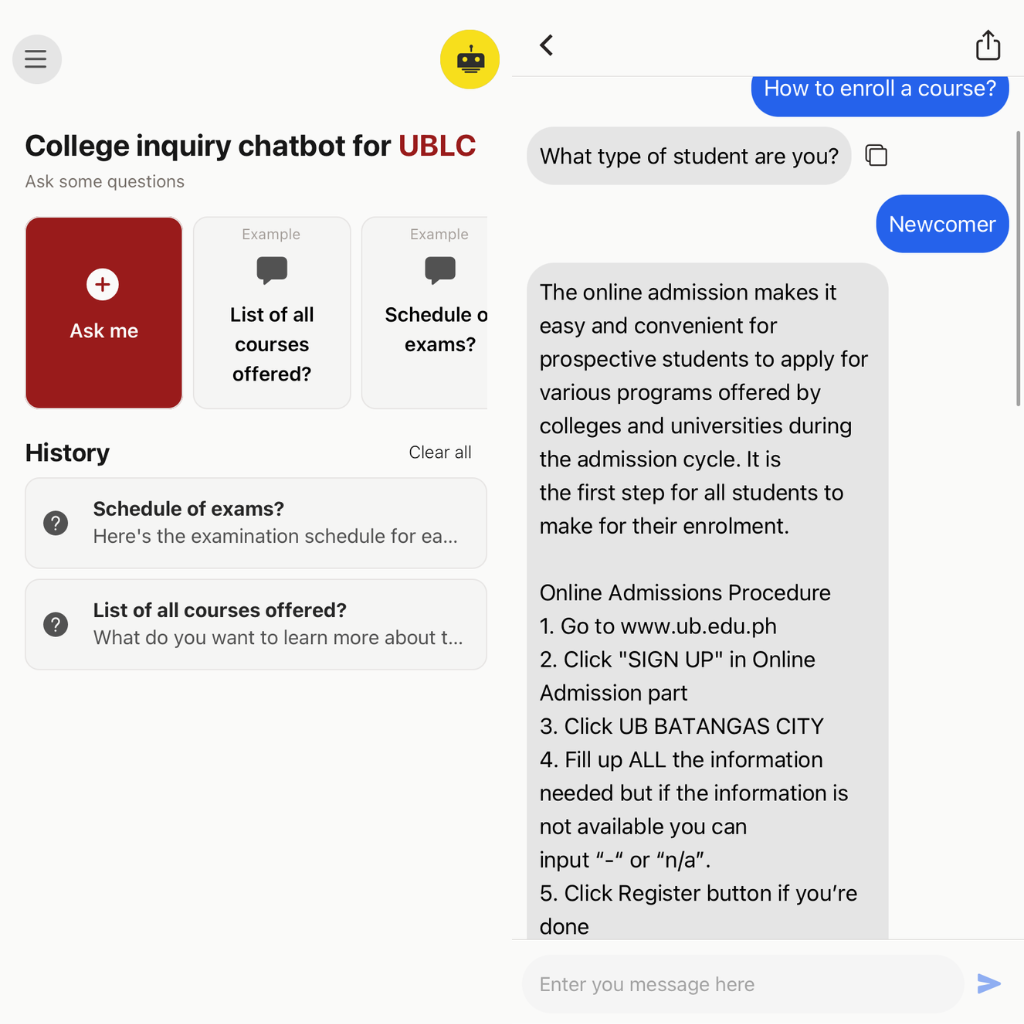 College inquiry chatbot for UBLC
Ask some questions
Ask me
Example
List of all
courses
offered?
Example
Schedule o
exams?
History
Clear all
Schedule of exams?
Here's the examination schedule for ea...
List of all courses offered?
What do you want to learn more about t...
How to enroll a course?
What type of student are you?
Newcomer
The online admission makes it
easy and convenient for
prospective students to apply for
various programs offered by
colleges and universities during
the admission cycle. It is
the first step for all students to
make for their enrolment.
Online Admissions Procedure
1. Go to www.ub.edu.ph
2. Click "SIGN UP" in Online
Admission part
3. Click UB BATANGAS CITY
4. Fill up ALL the information
needed but if the information is
not available you can
input “-“ or “n/a”.
5. Click Register button if you’re
done
Enter you message here